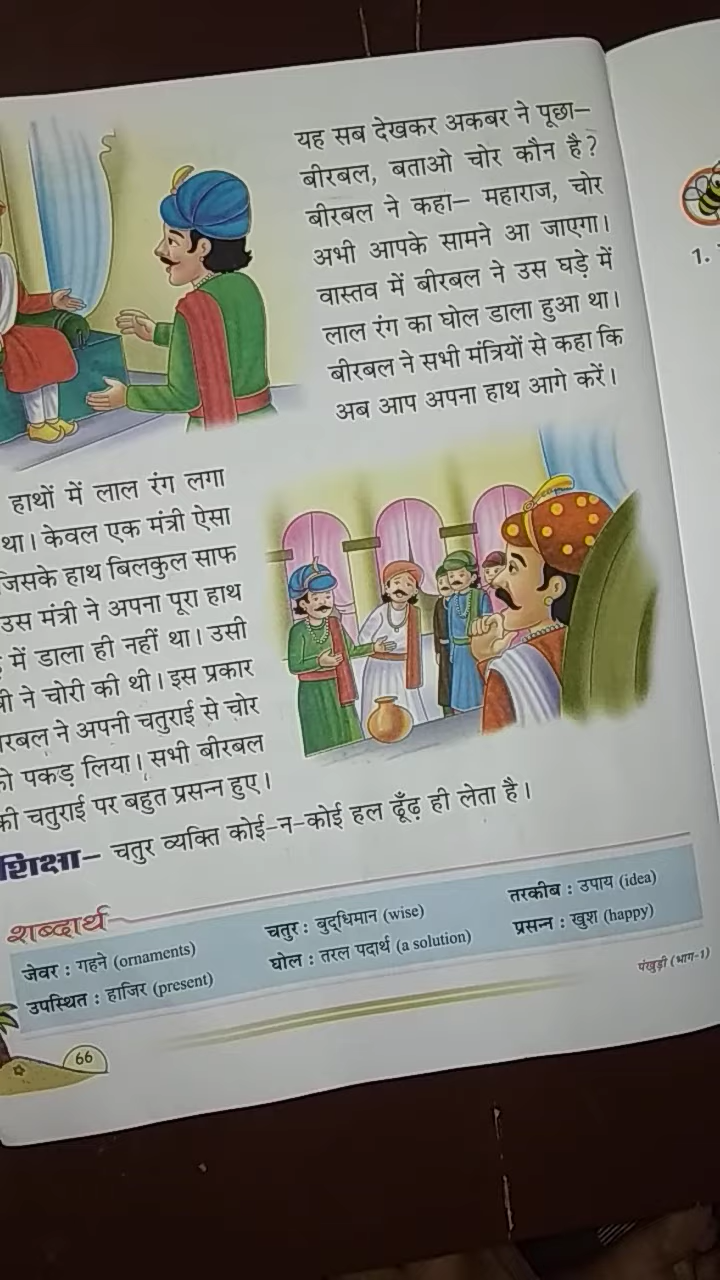 यह सब देखकर अकबर ने पूछा–
बीरबल, बताओ चोर कौन है?
बीरबल ने कहा– महाराज, चोर
अभी आपके सामने आ जाएगा।
वास्तव में बीरबल ने उस घड़े में
लाल रंग का घोल डाला हुआ था।
बीरबल ने सभी मंत्रियों से कहा कि
अब आप अपना हाथ आगे करें।
हाथों में लाल रंग लगा
था। केवल एक मंत्री ऐसा
जिसके हाथ बिलकुल साफ
उस मंत्री ने अपना पूरा हाथ
में डाला ही नहीं था। उसी
ने चोरी की थी। इस प्रकार
ने अपनी चतुराई से चोर
पकड़ लिया। सभी बीरबल
की चतुराई पर बहुत प्रसन्न हुए।
शिक्षा– चतुर व्यक्ति कोई-न-कोई हल ढूँढ़ ही लेता है।
शब्दार्थ
जेवर : गहने (ornaments) चतुर : बुद्धिमान (wise) तरकीब : उपाय (idea)
उपस्थित : हाजिर (present) घोल : तरल पदार्थ (a solution) प्रसन्न : खुश (happy)
66
पंखुड़ी (भाग-1)
1.